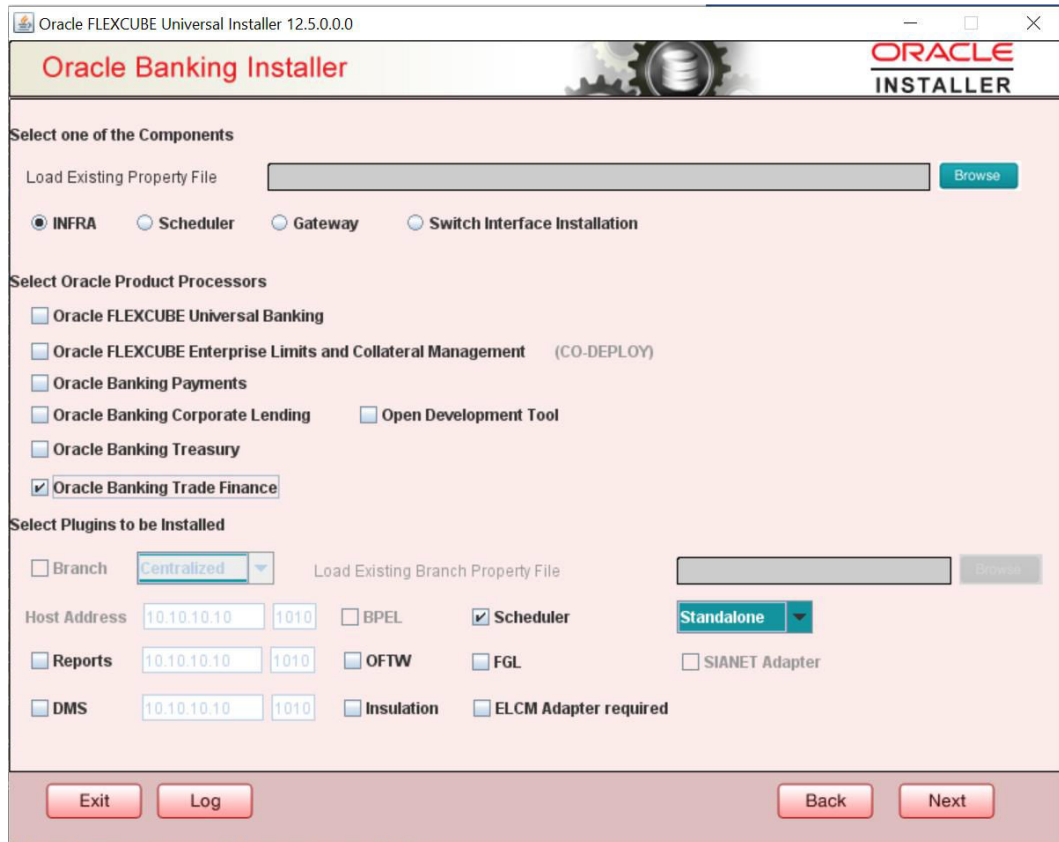 Oracle FLEXCUBE Universal Installer 12.5.0.0.0
Oracle Banking Installer
ORACLE
INSTALLER
Select one of the Components
Load Existing Property File Browse
INFRA Scheduler Gateway Switch Interface Installation
Select Oracle Product Processors
Oracle FLEXCUBE Universal Banking
Oracle FLEXCUBE Enterprise Limits and Collateral Management (CO-DEPLOY)
Oracle Banking Payments
Oracle Banking Corporate Lending Open Development Tool
Oracle Banking Treasury
Oracle Banking Trade Finance
Select Plugins to be Installed
Branch Centralized Load Existing Branch Property File Browse
Host Address 10.10.10.10 1010 BPEL Scheduler Standalone
Reports 10.10.10.10 1010 OFTW FGL SIANET Adapter
DMS 10.10.10.10 1010 Insulation ELCM Adapter required
Exit Log Back Next